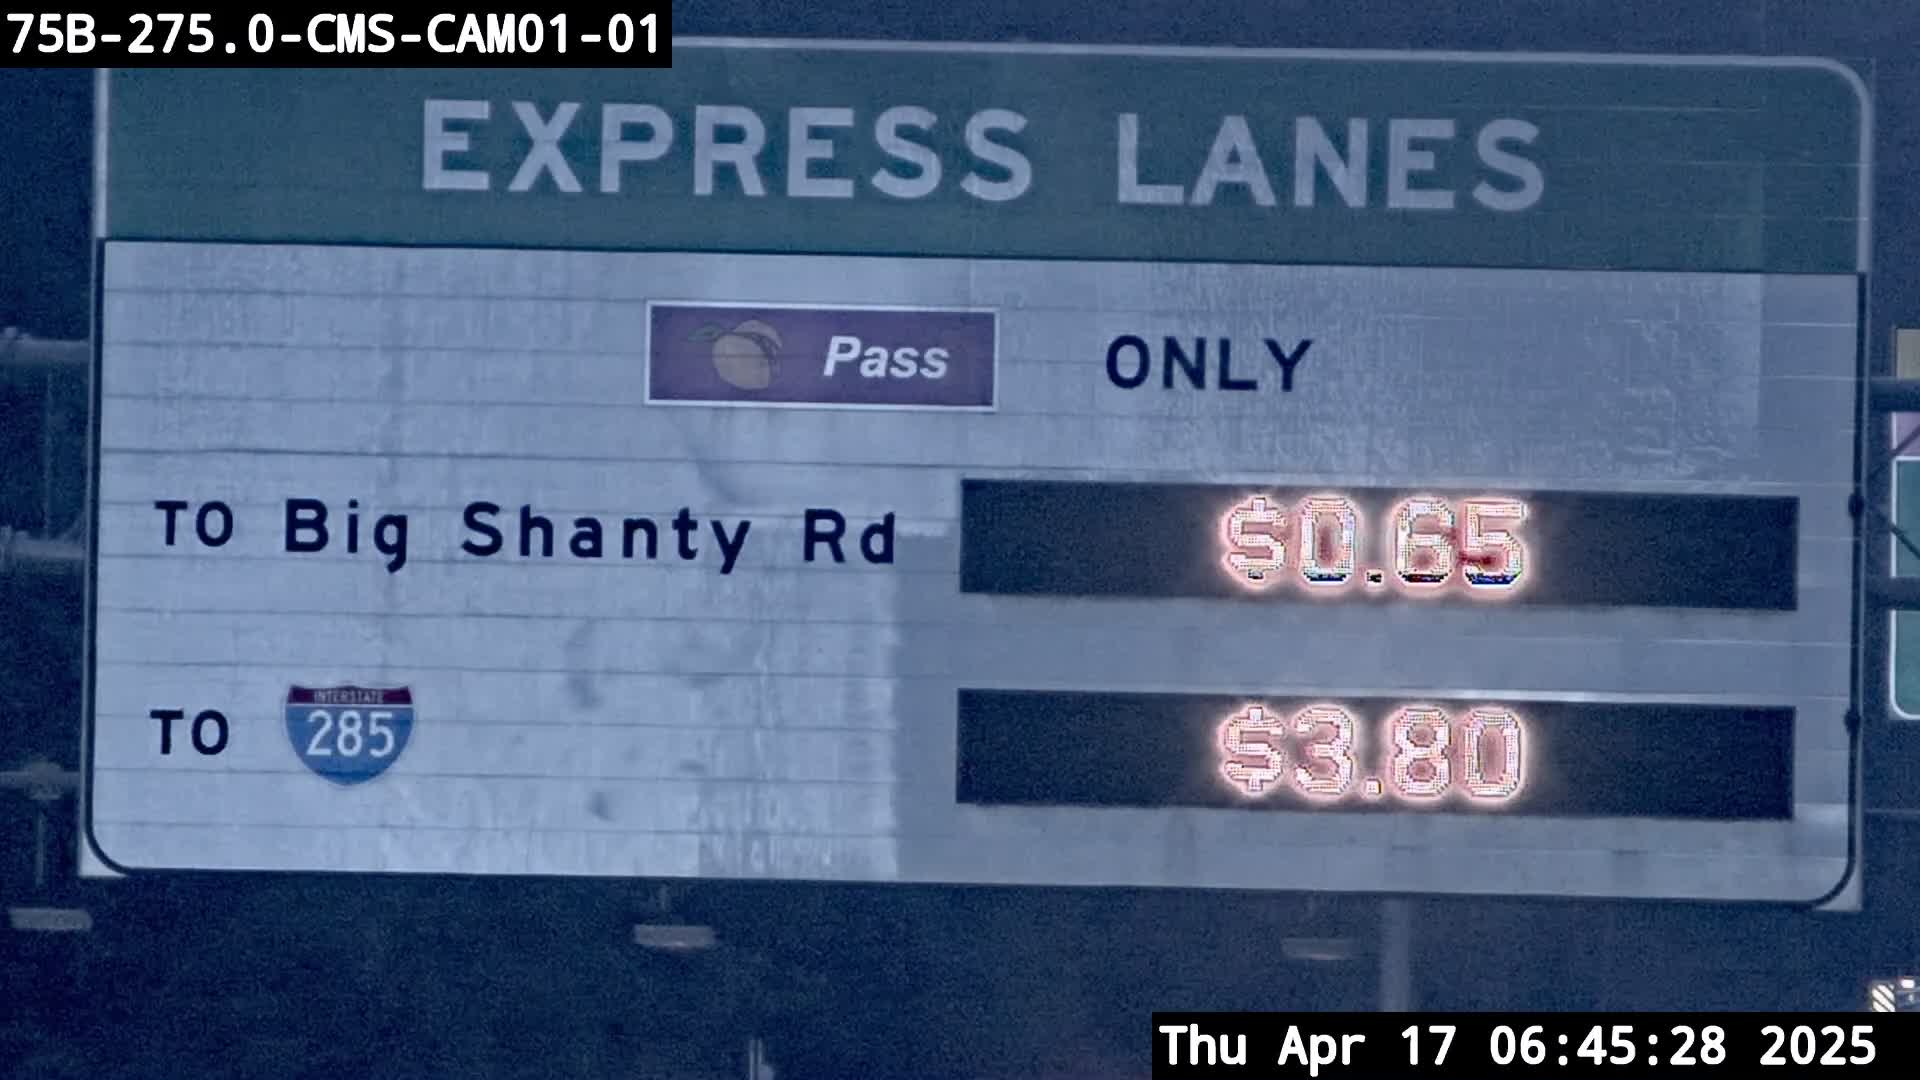 75B-275.0-CMS-CAM01-01
EXPRESS LANES
Pass ONLY
TO Big Shanty Rd $0.65
INTERSTATE
TO 285 $3.80
Thu Apr 17 06:45:28 2025